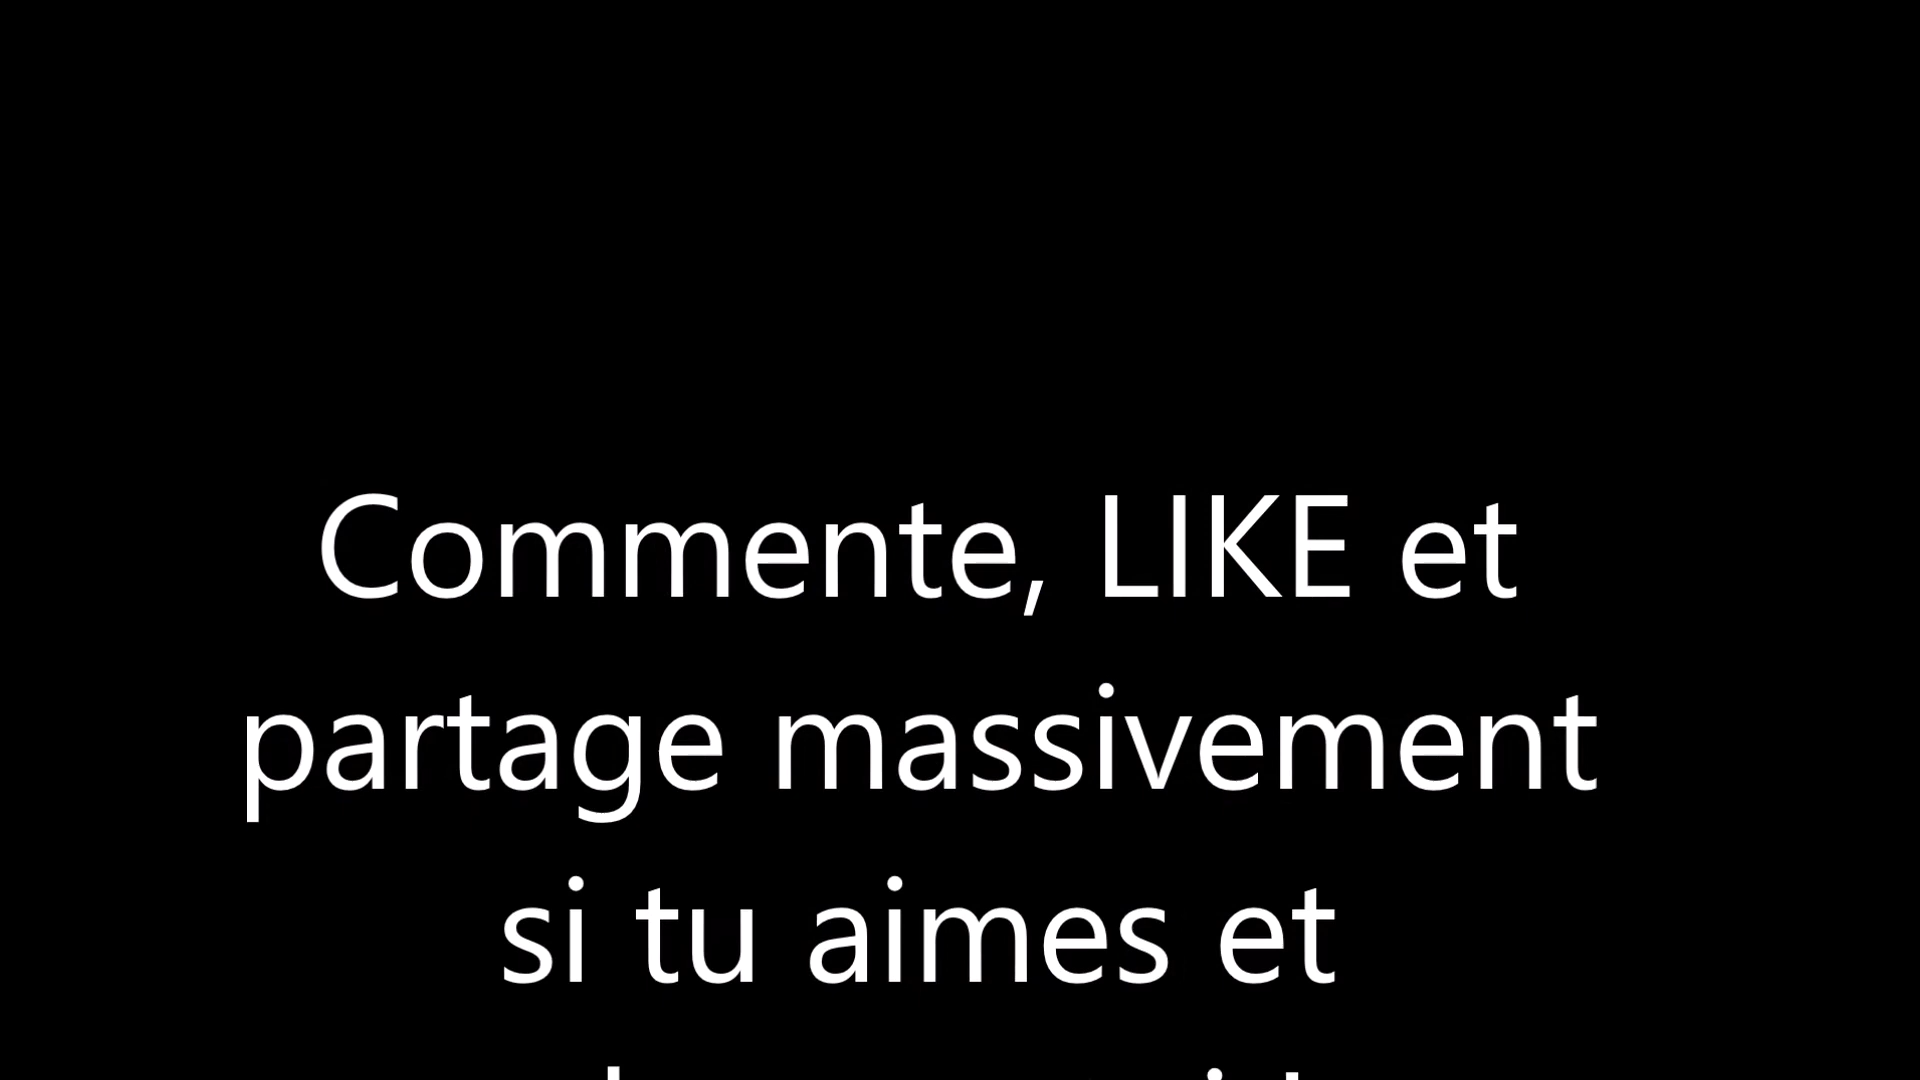 Commente, LIKE et
partage massivement
si tu aimes et